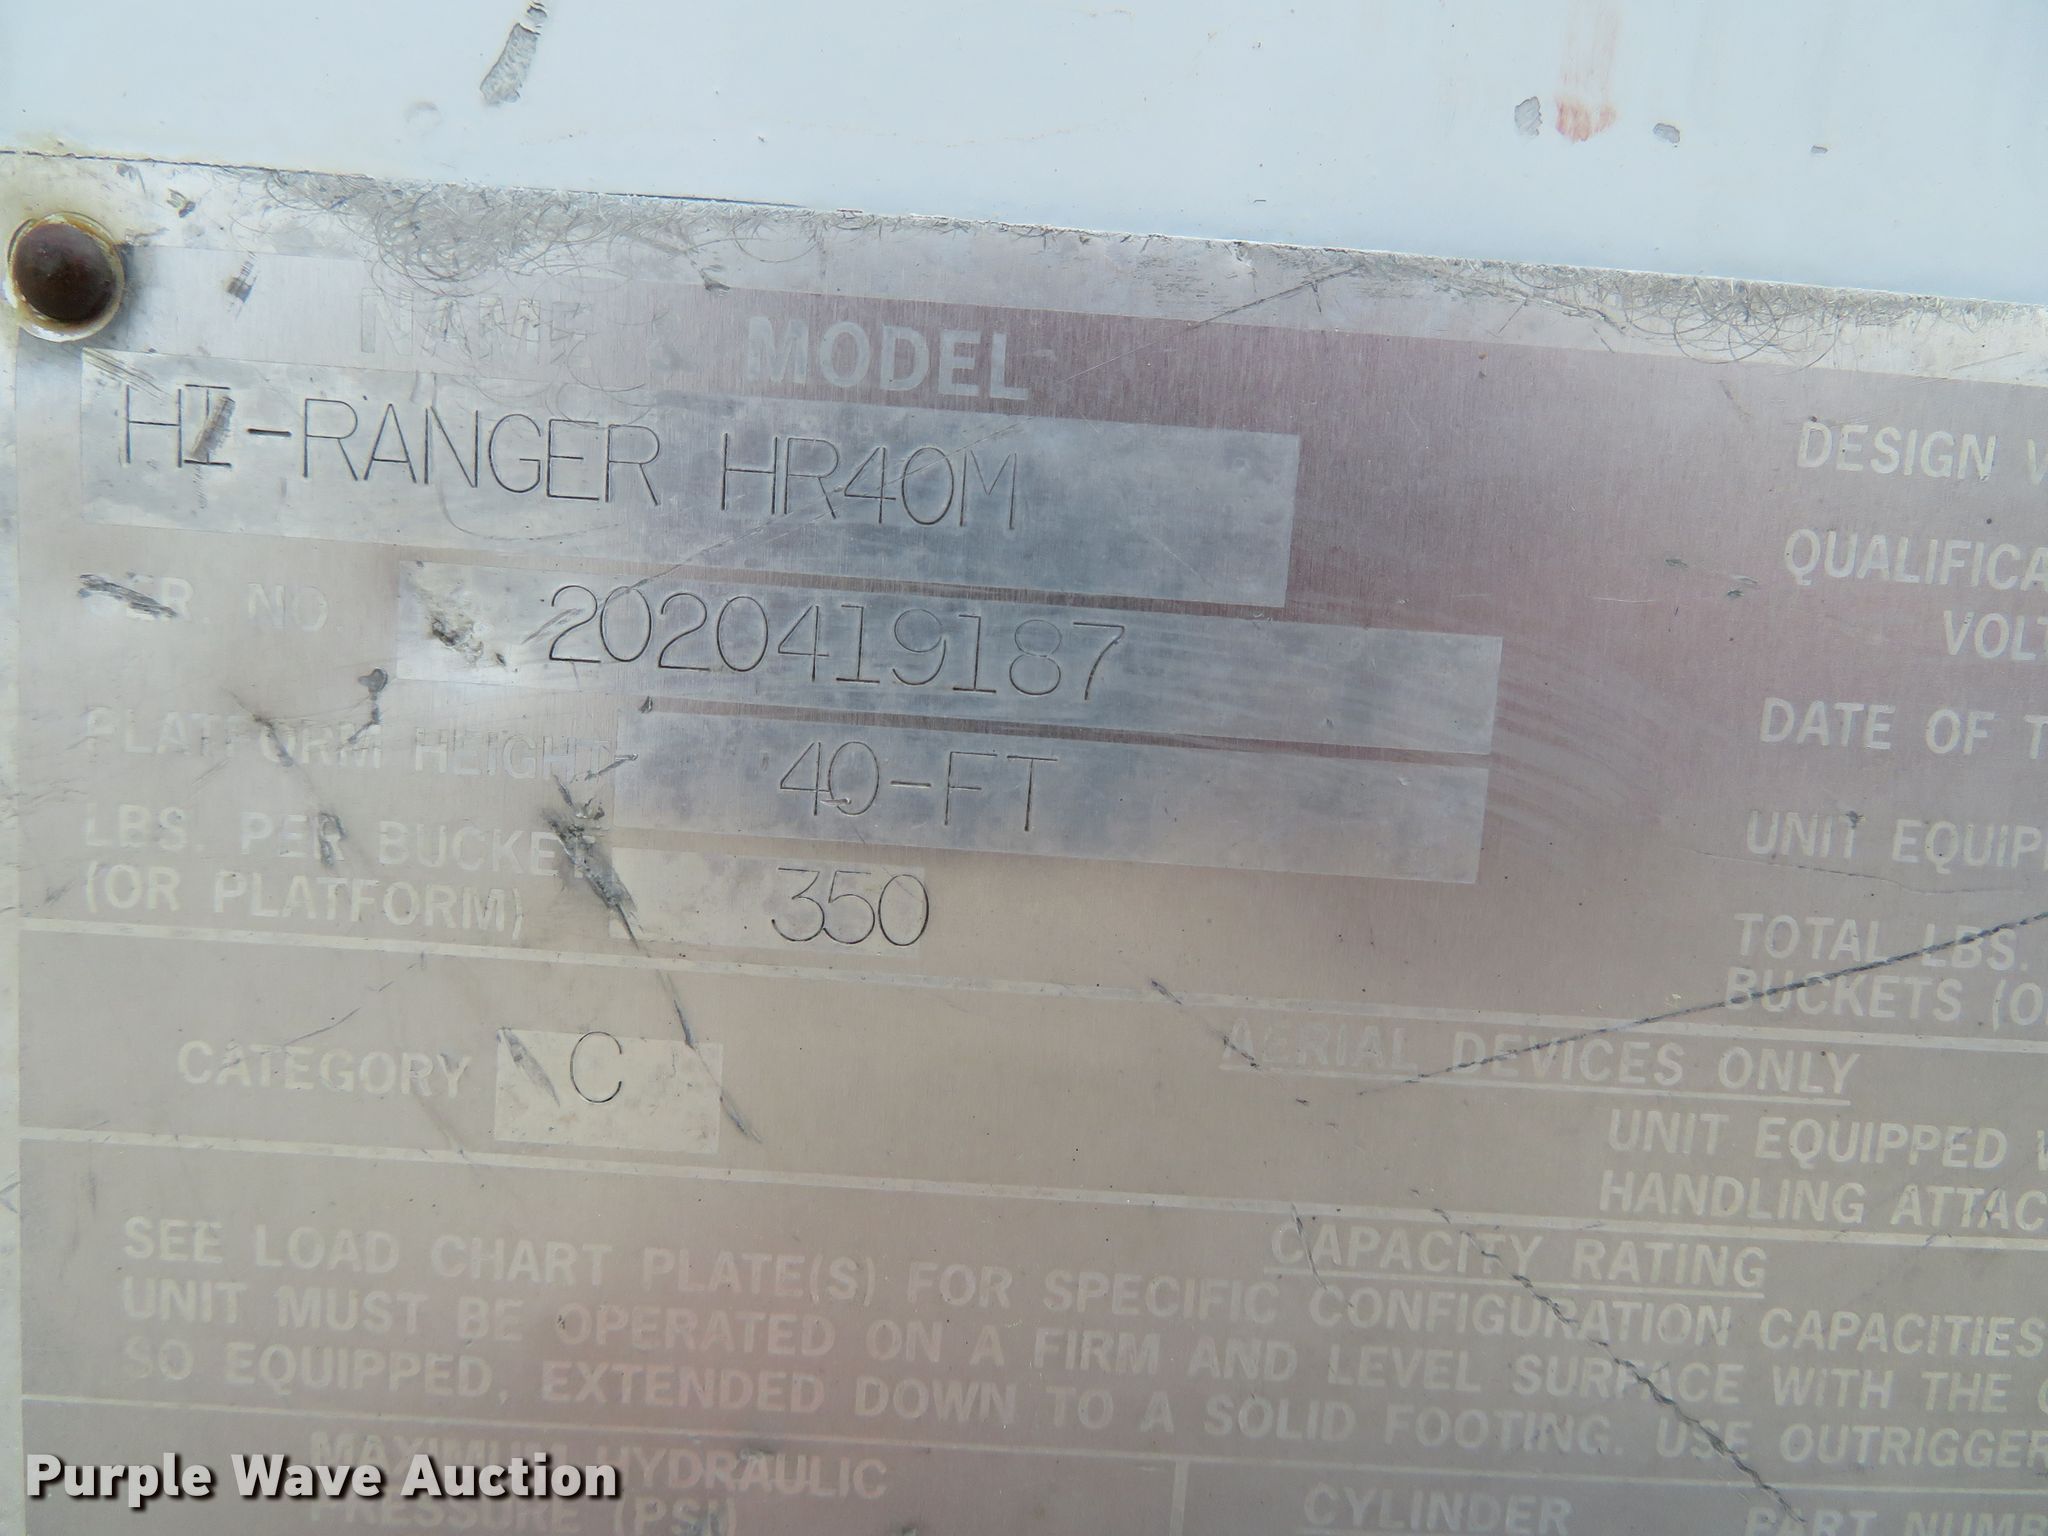 NAME & MODEL
HI-RANGER HR40M
SER. NO. 2020419187
PLATFORM HEIGHT 40-FT
LBS. PER BUCKET
(OR PLATFORM) 350
CATEGORY C
DESIGN V
QUALIFICA
VOLT
DATE OF T
UNIT EQUIP
TOTAL LBS.
BUCKETS (O
AERIAL DEVICES ONLY
UNIT EQUIPPED W
HANDLING ATTAC
CAPACITY RATING
SEE LOAD CHART PLATE(S) FOR SPECIFIC CONFIGURATION CAPACITIES
UNIT MUST BE OPERATED ON A FIRM AND LEVEL SURFACE WITH THE O
SO EQUIPPED, EXTENDED DOWN TO A SOLID FOOTING. USE OUTRIGGER
MAXIMUM HYDRAULIC
PRESSURE (PSI)
CYLINDER PART NUMB
Purple Wave Auction